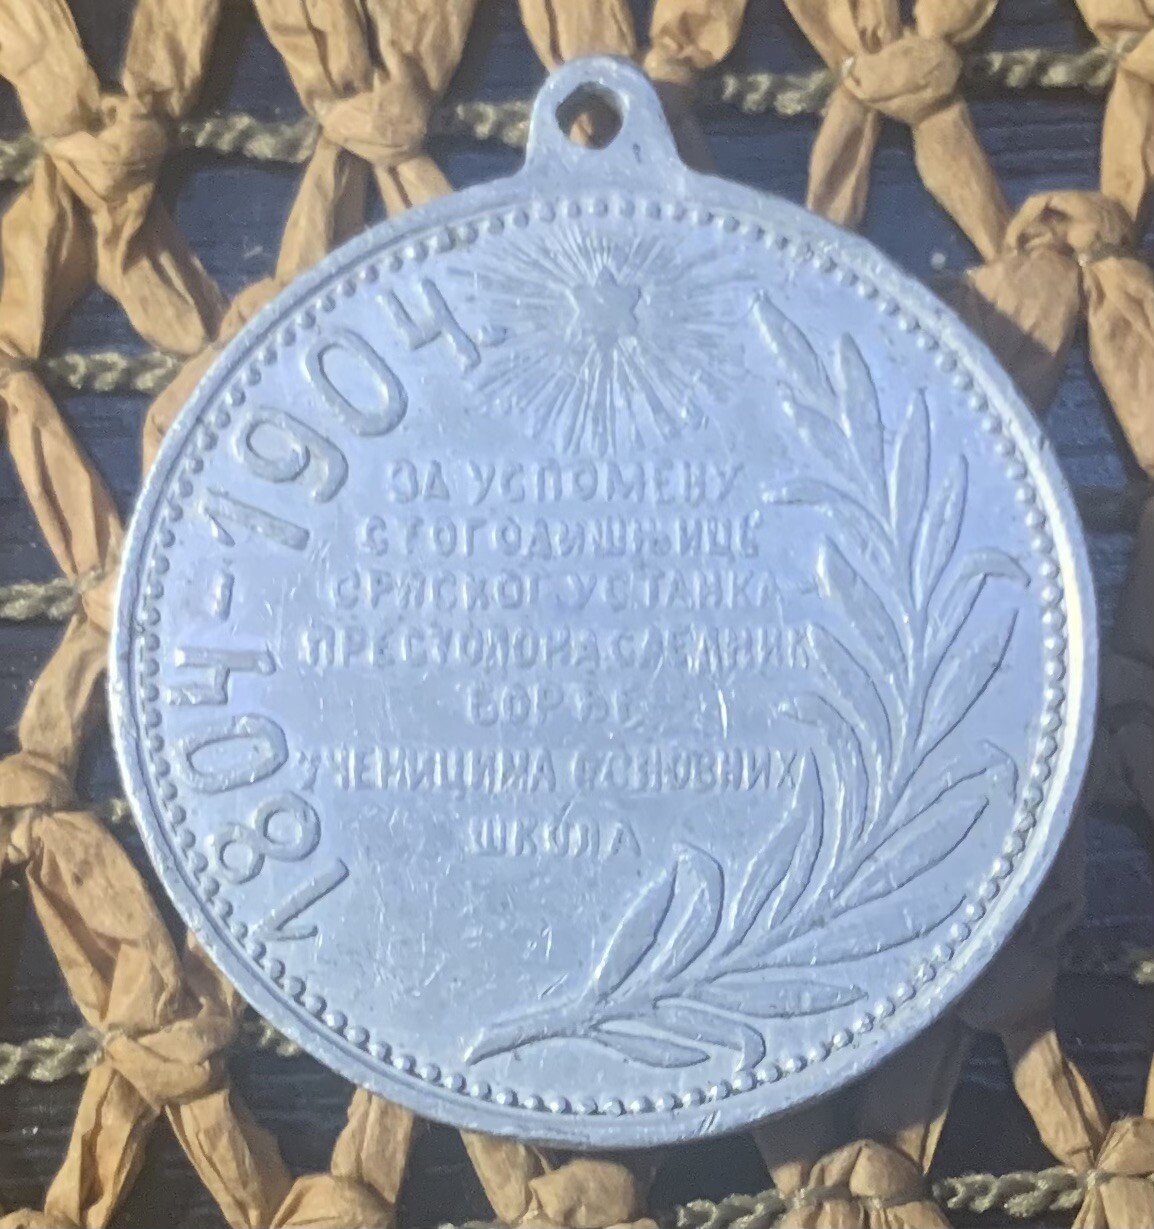 1804-1904.
ЗА УСПОМЕНУ
СТОГОДИШЊИЦЕ
СРПСКОГ УСТАНКА
ПРЕСТОЛОНАСЛЕДНИК
ЂОРЂЕ
УЧЕНИЦИМА ОСНОВНИХ
ШКОЛА